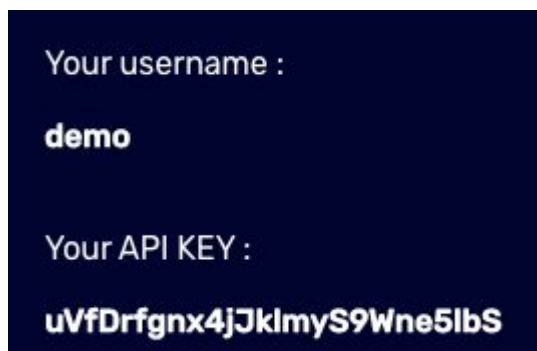 Your username :
demo
Your API KEY :
uVfDrfgnx4jJklmyS9Wne5lbS